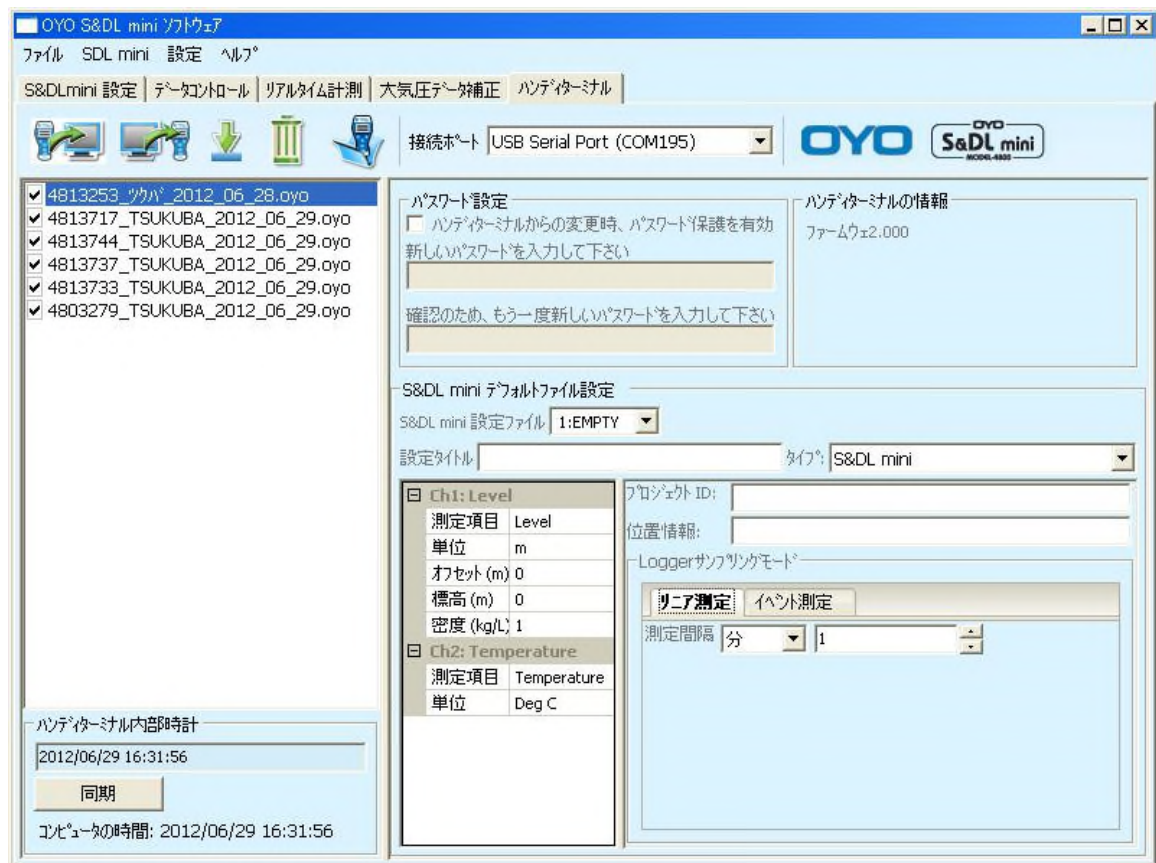 OYO S&DL mini ソフトウェア
ファイル SDL mini 設定 ヘルプ
S&DLmini 設定 データコントロール リアルタイム計測 大気圧データ補正 ハンディターミナル
接続ポート USB Serial Port (COM195)
OYO
OYO
S&DL mini
MODEL-4800
4813253_ツクバ_2012_06_28.oyo
4813717_TSUKUBA_2012_06_29.oyo
4813744_TSUKUBA_2012_06_29.oyo
4813737_TSUKUBA_2012_06_29.oyo
4813733_TSUKUBA_2012_06_29.oyo
4803279_TSUKUBA_2012_06_29.oyo
ハンディターミナル内部時計
2012/06/29 16:31:56
同期
コンピュータの時間: 2012/06/29 16:31:56
パスワード設定
ハンディターミナルからの変更時、パスワード保護を有効
新しいパスワードを入力して下さい
確認のため、もう一度新しいパスワードを入力して下さい
ハンディターミナルの情報
ファームウェ2.000
S&DL mini デフォルトファイル設定
S&DL mini 設定ファイル 1:EMPTY
設定タイトル
タイプ: S&DL mini
Ch1: Level
測定項目 Level
単位 m
オフセット (m) 0
標高 (m) 0
密度 (kg/L) 1
Ch2: Temperature
測定項目 Temperature
単位 Deg C
プロジェクト ID:
位置情報:
Loggerサンプリングモード
リニア測定 イベント測定
測定間隔 分 1